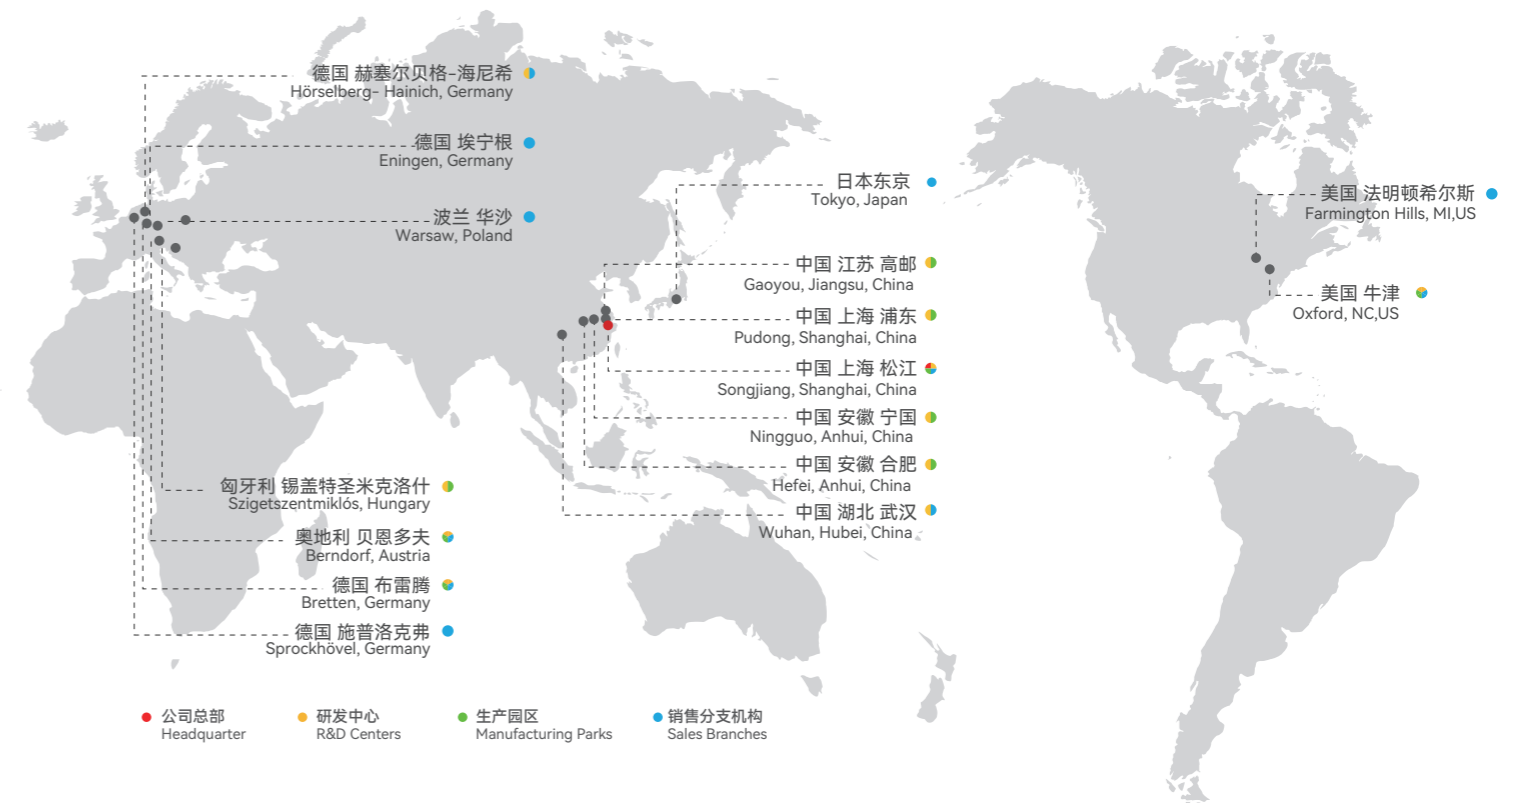 德国 赫塞尔贝格-海尼希
Hörselberg- Hainich, Germany
德国 埃宁根
Eningen, Germany
波兰 华沙
Warsaw, Poland
匈牙利 锡盖特圣米克洛什
Szigetszentmiklós, Hungary
奥地利 贝恩多夫
Berndorf, Austria
德国 布雷腾
Bretten, Germany
德国 施普洛克弗
Sprockhövel, Germany
日本东京
Tokyo, Japan
中国 江苏 高邮
Gaoyou, Jiangsu, China
中国 上海 浦东
Pudong, Shanghai, China
中国 上海 松江
Songjiang, Shanghai, China
中国 安徽 宁国
Ningguo, Anhui, China
中国 安徽 合肥
Hefei, Anhui, China
中国 湖北 武汉
Wuhan, Hubei, China
美国 法明顿希尔斯
Farmington Hills, MI,US
美国 牛津
Oxford, NC,US
公司总部
Headquarter
研发中心
R&D Centers
生产园区
Manufacturing Parks
销售分支机构
Sales Branches